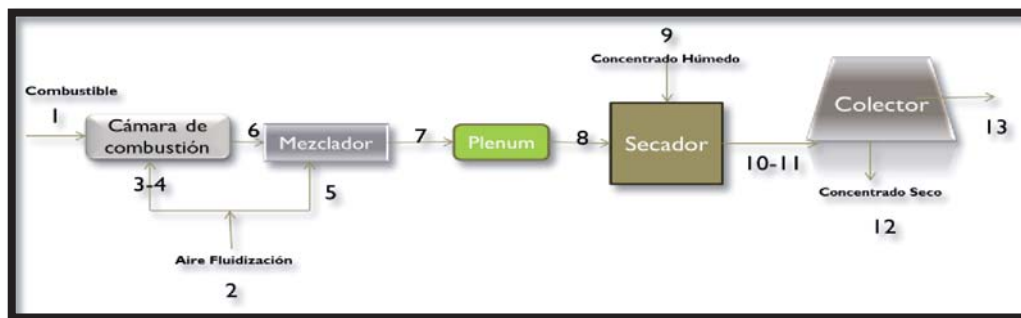 9
Concentrado Húmedo
Combustible
1
Cámara de
combustión
6
Mezclador
7
Plenum
8
Secador
10-11
Colector
13
3-4
5
Aire Fluidización
2
Concentrado Seco
12